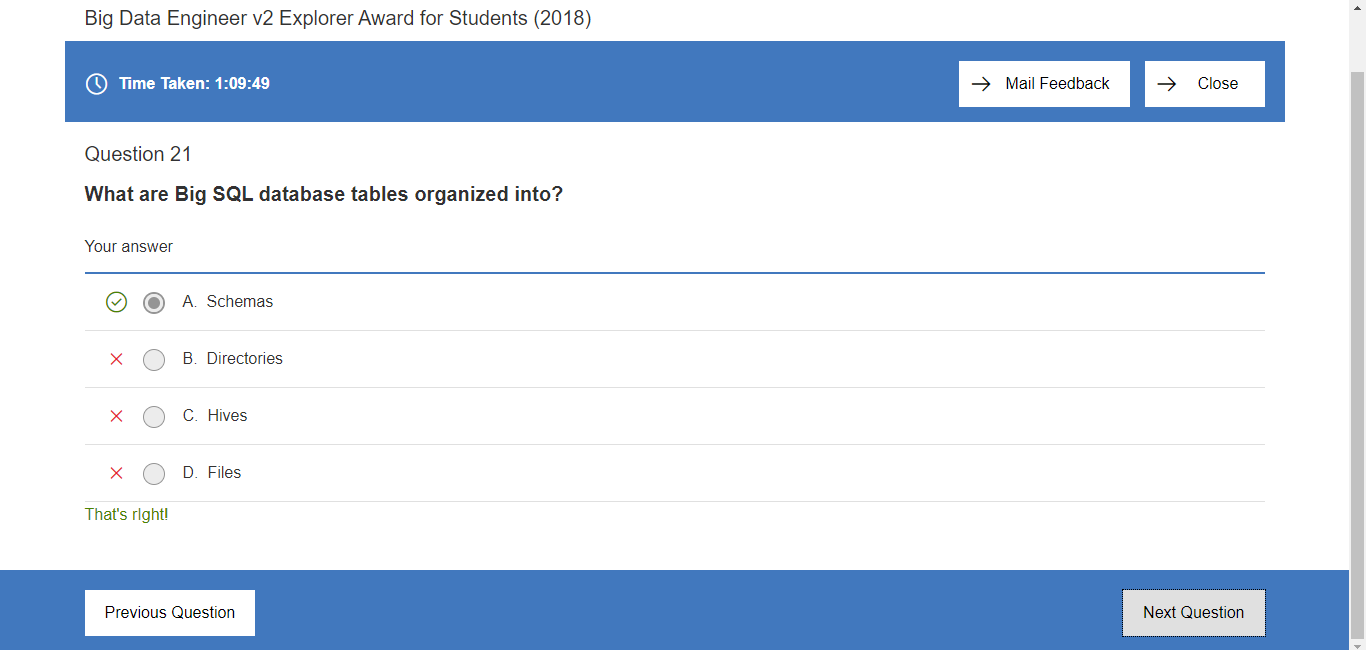 Big Data Engineer v2 Explorer Award for Students (2018)
Time Taken: 1:09:49
Mail Feedback
Close
Question 21
What are Big SQL database tables organized into?
Your answer
A. Schemas
B. Directories
C. Hives
D. Files
That's right!
Previous Question
Next Question